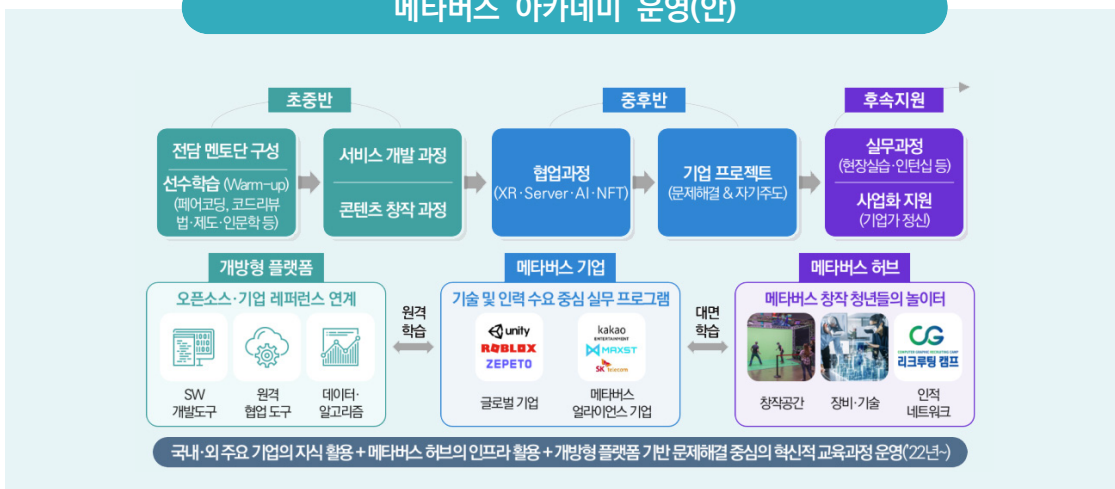 메타버스 아카데미 운영(안)
초중반
중후반
후속지원
전담 멘토단 구성
선수학습 (Warm-up)
(페어코딩, 코드리뷰
법·제도·인문학 등)
서비스 개발 과정
콘텐츠 창작 과정
협업과정
(XR·Server·AI·NFT)
기업 프로젝트
(문제해결 & 자기주도)
실무과정
(현장실습·인턴십 등)
사업화 지원
(기업가 정신)
개방형 플랫폼
오픈소스·기업 레퍼런스 연계
SW
개발도구
원격
협업 도구
데이터·
알고리즘
원격
학습
메타버스 기업
기술 및 인력 수요 중심 실무 프로그램
unity
ROBLOX
ZEPETO
글로벌 기업
kakao
ENTERTAINMENT
MAXST
SK telecom
메타버스
얼라이언스 기업
대면
학습
메타버스 허브
메타버스 창작 청년들의 놀이터
창작공간
장비·기술
CG
COMPUTER GRAPHIC RECRUITING CAMP
리크루팅 캠프
인적
네트워크
국내·외 주요 기업의 지식 활용 + 메타버스 허브의 인프라 활용 + 개방형 플랫폼 기반 문제해결 중심의 혁신적 교육과정 운영('22년~)